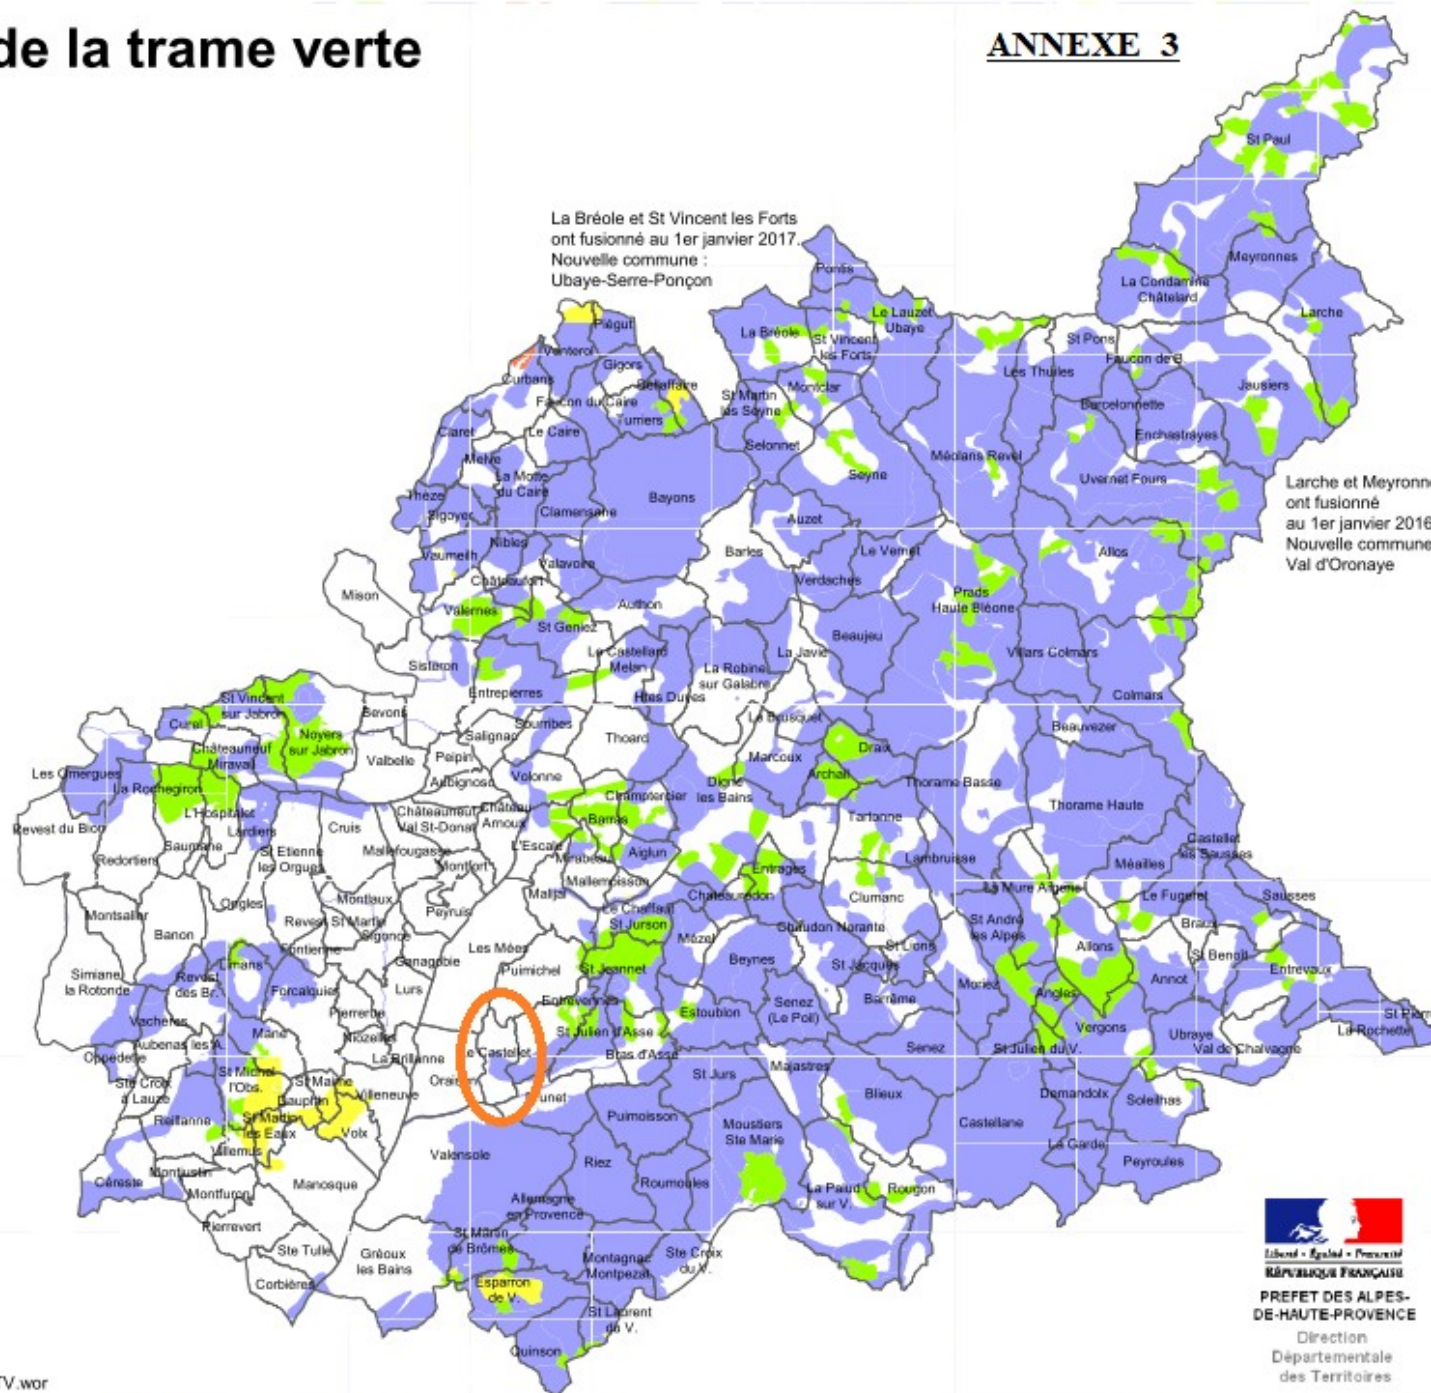 de la trame verte
ANNEXE 3
St Paul
La Bréole et St Vincent les Forts
ont fusionné au 1er janvier 2017.
Nouvelle commune :
Ubaye-Serre-Ponçon
Pontis
Meyronnes
La Condamine
Châtelard
Larche
Piégut
La Bréole
Le Lauzet
Ubaye
St Vincent
les Forts
St Pons
Venterol
Gigors
Faucon de B.
Curbans
Les Thuiles
Bellaffaire
Montclar
Jausiers
Faucon du Caire
St Martin
les Seyne
Barcelonnette
Turriers
Claret
Le Caire
Selonnet
Enchastrayes
Melve
Méolans Revel
La Motte
du Caire
Seyne
Uvernet Fours
Thèze
Bayons
Larche et Meyronne
ont fusionné
au 1er janvier 2016
Nouvelle commune
Val d'Oronaye
Sigoyer
Clamensane
Auzet
Nibles
Vaumeilh
Valavoire
Barles
Le Vernet
Allos
Châteaufort
Verdaches
Mison
Prads
Haute Bléone
Valernes
Authon
St Geniez
Beaujeu
Le Castellard
Melan
La Javie
Villars Colmars
Sisteron
La Robine
sur Galabre
Entrepierres
Htes Duyes
Colmars
St Vincent
sur Jabron
Bevons
Curel
Sourribes
Le Brusquet
Beauvezer
Noyers
sur Jabron
Salignac
Thoard
Châteauneuf
Miravail
Peipin
Marcoux
Draix
Valbelle
Les Omergues
Volonne
Archail
La Rochegiron
Aubignosc
Digne
les Bains
Thorame Basse
Champtercier
Thorame Haute
L'Hospitalet
Châteauneuf
Val St-Donat
Château
Arnoux
Barras
Tartonne
Revest du Bion
Lardiers
Cruis
Castellet
les Sausses
Saumane
L'Escale
St Etienne
les Orgues
Mallefougasse
Aiglun
Redortiers
Mirabeau
Lambruisse
Méailles
Montfort
Entrages
Mallemoisson
La Mure Argens
Malijai
Chateauredon
Clumanc
Le Fugeret
Sausses
Ongles
Montlaux
Montsalier
Peyruis
Le Chaffaut
St Jurson
St André
les Alpes
Revest St Martin
Braux
Banon
Sigonce
Mézel
Chaudon Norante
Fontienne
Les Mées
St Lions
Allons
St Benoît
Limans
Ganagobie
Puimichel
St Jeannet
Beynes
St Jacques
Entrevaux
Simiane
la Rotonde
Revest
des Br.
Annot
Forcalquier
Lurs
Moriez
Angles
Entrevennes
Senez
(Le Poil)
Barrême
Pierrerue
Estoublon
St Pierre
Vachères
Mane
St Julien d'Asse
Vergons
La Rochette
Niozelles
Ubraye
Aubenas les A.
Senez
St Julien du V.
Val de Chalvagne
Oppedette
La Brillanne
Le Castellet
Bras d'Asse
St Michel
l'Obs.
Majastres
St Jurs
Ste Croix
à Lauze
St Maime
Oraison
Villeneuve
Brunet
Blieux
Demandolx
Dauphin
Soleilhas
Reillanne
St Martin
les Eaux
Puimoisson
Volx
Moustiers
Ste Marie
Castellane
Villemus
Valensole
La Garde
Riez
Peyroules
Montjustin
Céreste
Manosque
Roumoules
La Palud
sur V.
Rougon
Montfuron
Allemagne
en Provence
Pierrevert
St Martin
de Brômes
Ste Tulle
Gréoux
les Bains
Montagnac
Montpezat
Ste Croix
du V.
Corbières
Esparron
de V.
St Laurent
du V.
Quinson
Liberté • Égalité • Fraternité
RÉPUBLIQUE FRANÇAISE
PREFET DES ALPES-
DE-HAUTE-PROVENCE
Direction
Départementale
des Territoires
TV.wor